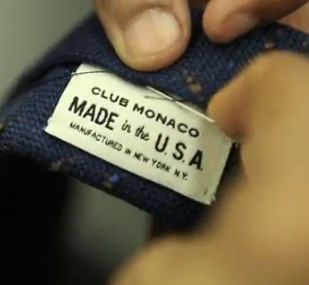 CLUB MONACO
MADE in the U.S.A.
MANUFACTURED IN NEW YORK N.Y.